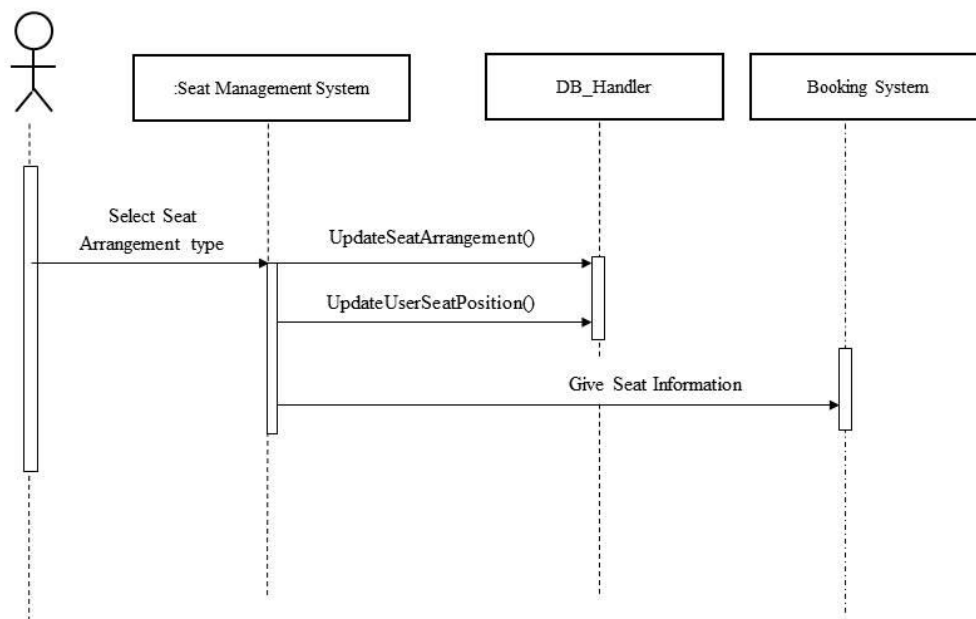 :Seat Management System
DB_Handler
Booking System
Select Seat
Arrangement type
UpdateSeatArrangement()
UpdateUserSeatPosition()
Give Seat Information